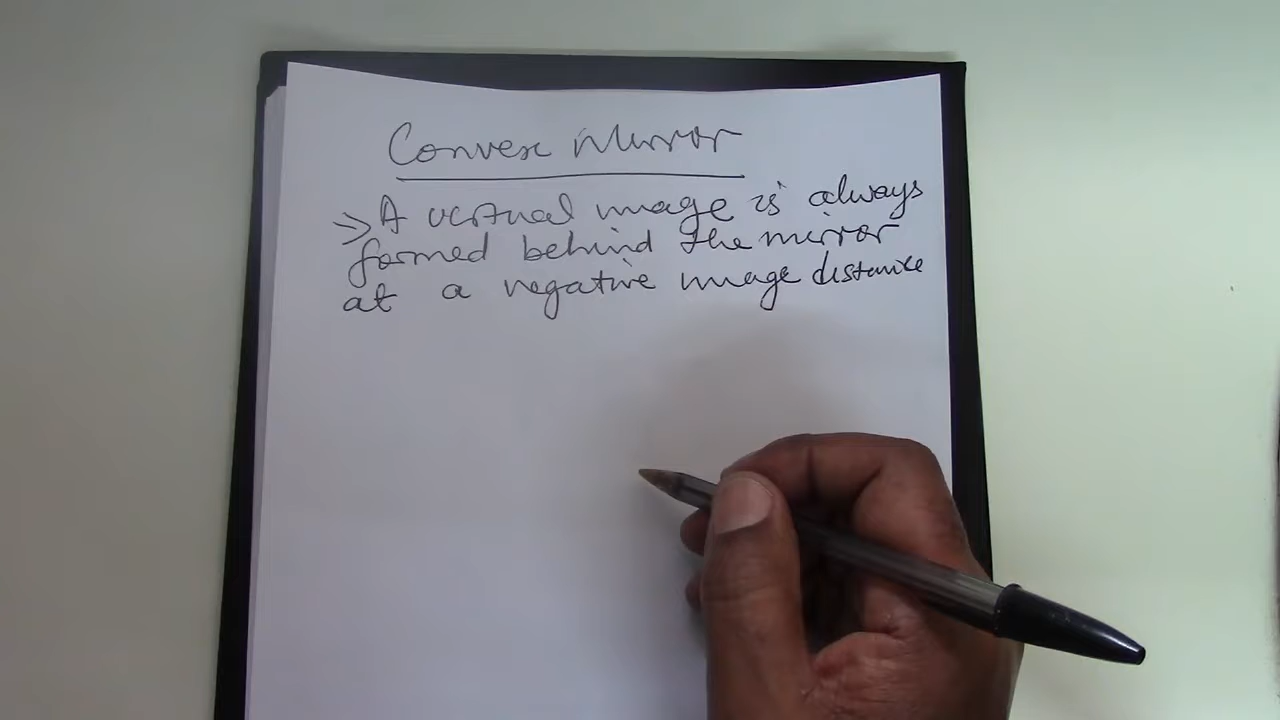 Convex Mirror
⇒ A virtual image is always
formed behind the mirror
at a negative image distance